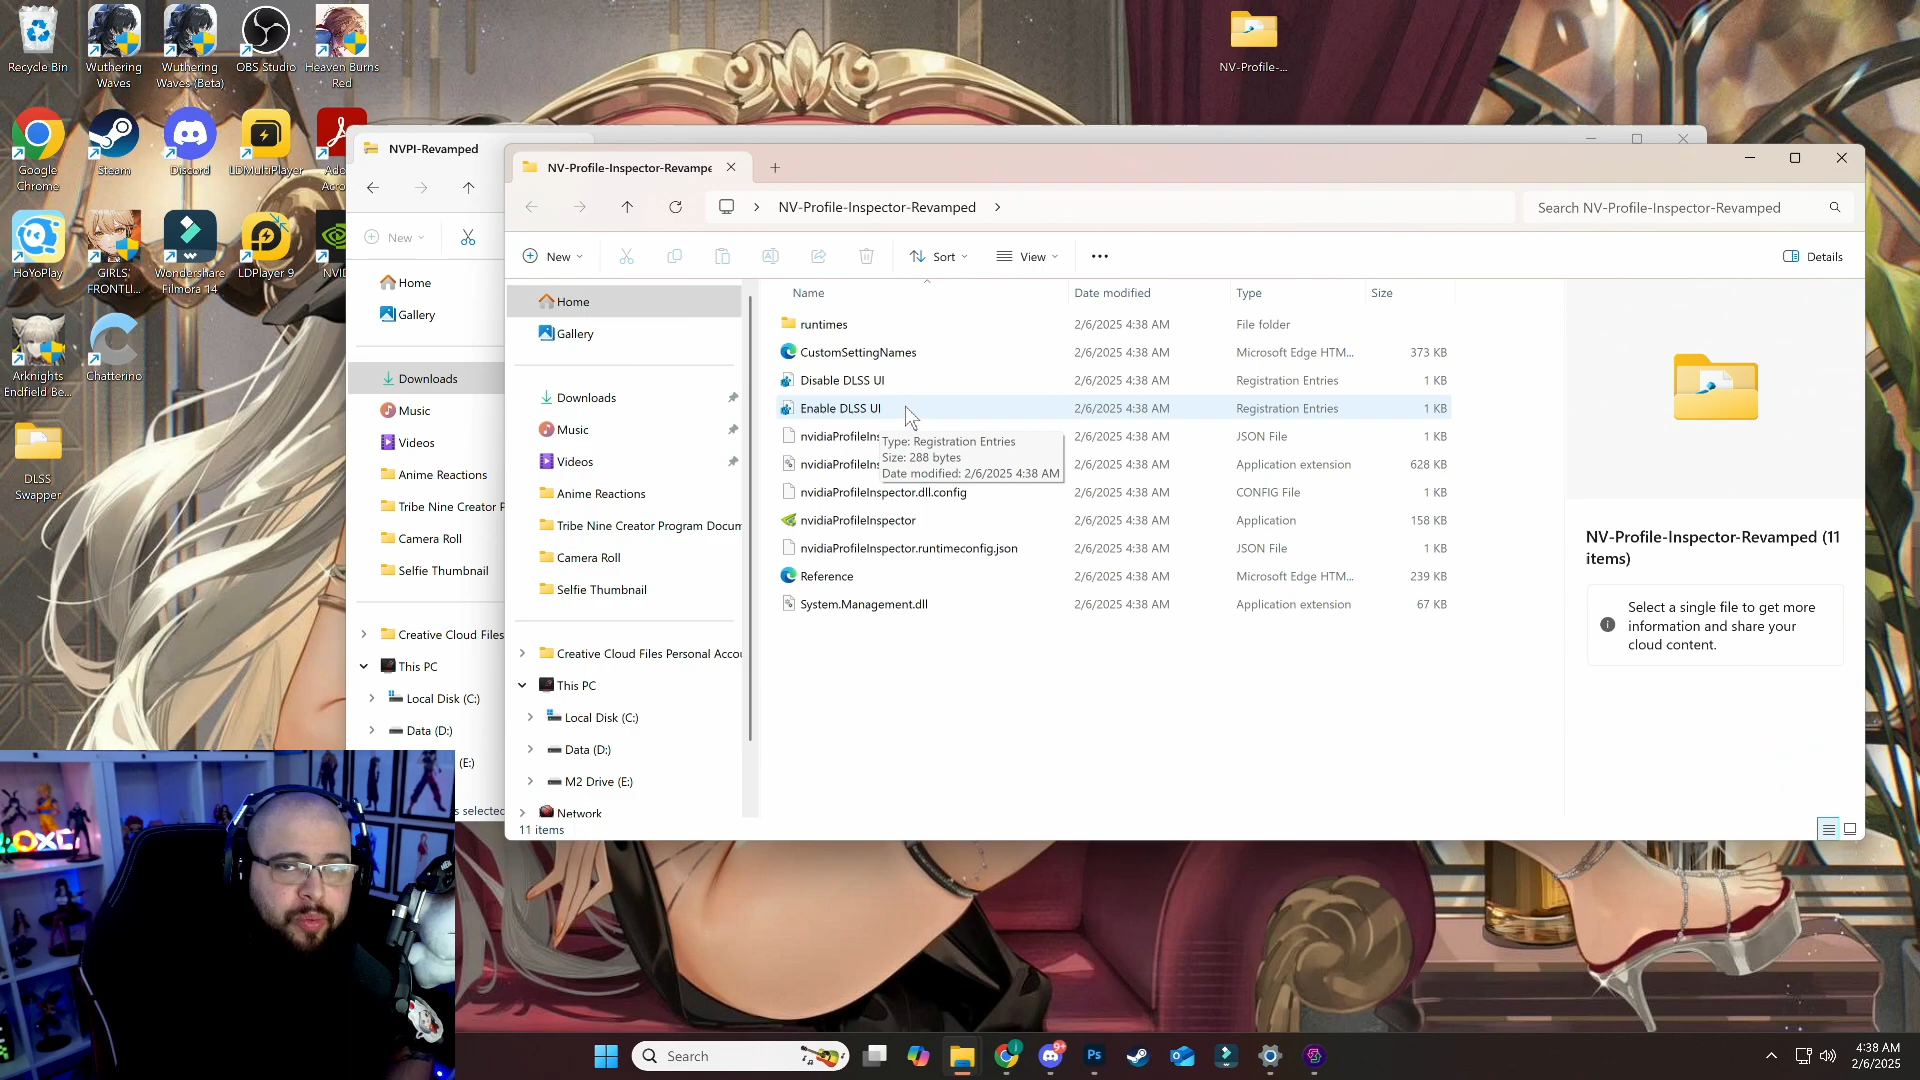 Recycle Bin
Wuthering
Waves
Wuthering
Waves (Beta)
OBS Studio
Heaven Burns
Red
NV-Profile-...
Google
Chrome
Steam
Discord
LDMultiPlayer
Ado
Acro
HoYoPlay
GIRLS'
FRONTLI...
Wondershare
Filmora 14
LDPlayer 9
NVID
Arknights
Endfield Be...
Chatterino
DLSS
Swapper
NVPI-Revamped
New
Home
Gallery
Downloads
Music
Videos
Anime Reactions
Tribe Nine Creator P
Camera Roll
Selfie Thumbnail
Creative Cloud Files
This PC
Local Disk (C:)
Data (D:)
(E:)
s selected
NV-Profile-Inspector-Revampe
NV-Profile-Inspector-Revamped
Search NV-Profile-Inspector-Revamped
New
Sort
View
Details
Home
Gallery
Downloads
Music
Videos
Anime Reactions
Tribe Nine Creator Program Docum
Camera Roll
Selfie Thumbnail
Creative Cloud Files Personal Accou
This PC
Local Disk (C:)
Data (D:)
M2 Drive (E:)
Network
11 items
Name Date modified Type Size
runtimes 2/6/2025 4:38 AM File folder
CustomSettingNames 2/6/2025 4:38 AM Microsoft Edge HTM... 373 KB
Disable DLSS UI 2/6/2025 4:38 AM Registration Entries 1 KB
Enable DLSS UI 2/6/2025 4:38 AM Registration Entries 1 KB
nvidiaProfileIns 2/6/2025 4:38 AM JSON File 1 KB
nvidiaProfileIns 2/6/2025 4:38 AM Application extension 628 KB
nvidiaProfileInspector.dll.config 2/6/2025 4:38 AM CONFIG File 1 KB
nvidiaProfileInspector 2/6/2025 4:38 AM Application 158 KB
nvidiaProfileInspector.runtimeconfig.json 2/6/2025 4:38 AM JSON File 1 KB
Reference 2/6/2025 4:38 AM Microsoft Edge HTM... 239 KB
System.Management.dll 2/6/2025 4:38 AM Application extension 67 KB
Type: Registration Entries
Size: 288 bytes
Date modified: 2/6/2025 4:38 AM
NV-Profile-Inspector-Revamped (11
items)
Select a single file to get more
information and share your
cloud content.
Search
Ps
9+
4:38 AM
2/6/2025